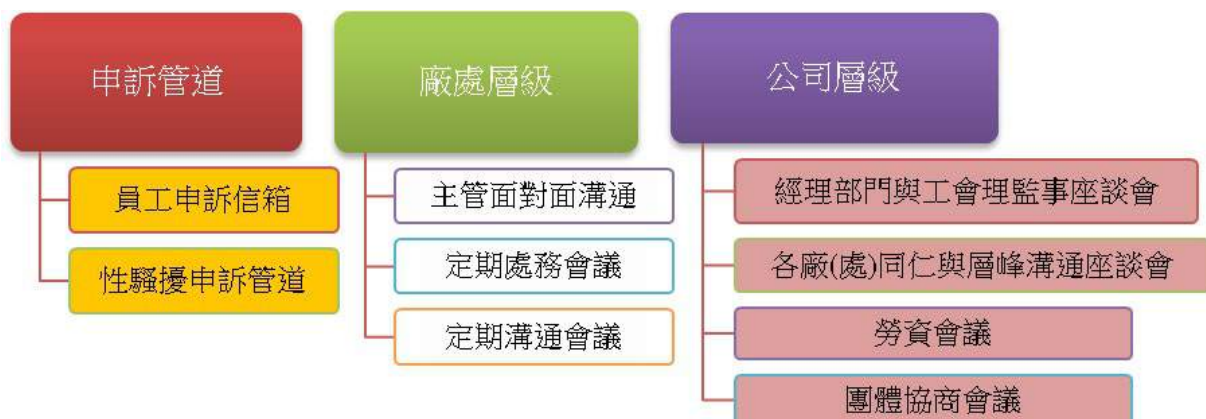 申訴管道
員工申訴信箱
性騷擾申訴管道
廠處層級
主管面對面溝通
定期處務會議
定期溝通會議
公司層級
經理部門與工會理監事座談會
各廠(處)同仁與層峰溝通座談會
勞資會議
團體協商會議